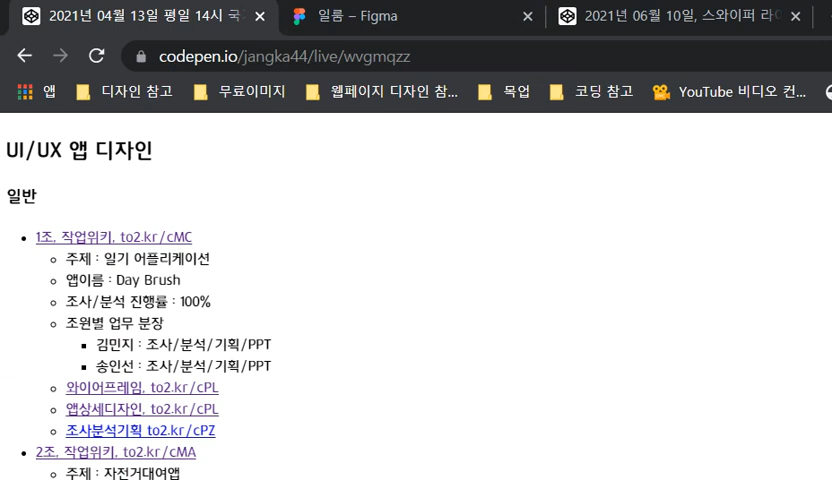 2021년 04월 13일 평일 14시 국
일룸 – Figma
2021년 06월 10일, 스와이퍼 라이
codepen.io/jangka44/live/wvgmqzz
앱
디자인 참고
무료이미지
웹페이지 디자인 참...
목업
코딩 참고
YouTube 비디오 컨...
UI/UX 앱 디자인
일반
1조, 작업위키, to2.kr/cMC
주제 : 일기 어플리케이션
앱이름 : Day Brush
조사/분석 진행률 : 100%
조원별 업무 분장
김민지 : 조사/분석/기획/PPT
송인선 : 조사/분석/기획/PPT
와이어프레임, to2.kr/cPL
앱상세디자인, to2.kr/cPL
조사분석기획 to2.kr/cPZ
2조, 작업위키, to2.kr/cMA
주제 : 자전거대여앱